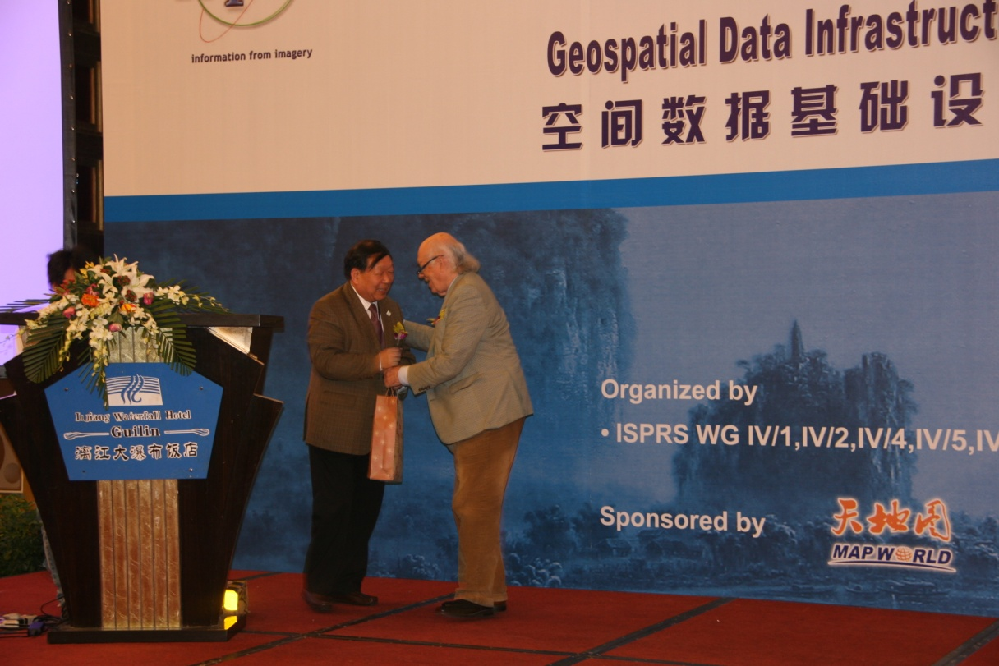 information from imagery
Geospatial Data Infrastruct
空间数据基础设
Organized by
• ISPRS WG IV/1,IV/2,IV/4,IV/5,IV
Sponsored by
天地图
MAPWORLD
Lijiang Waterfall Hotel
Guilin
漓江大瀑布饭店